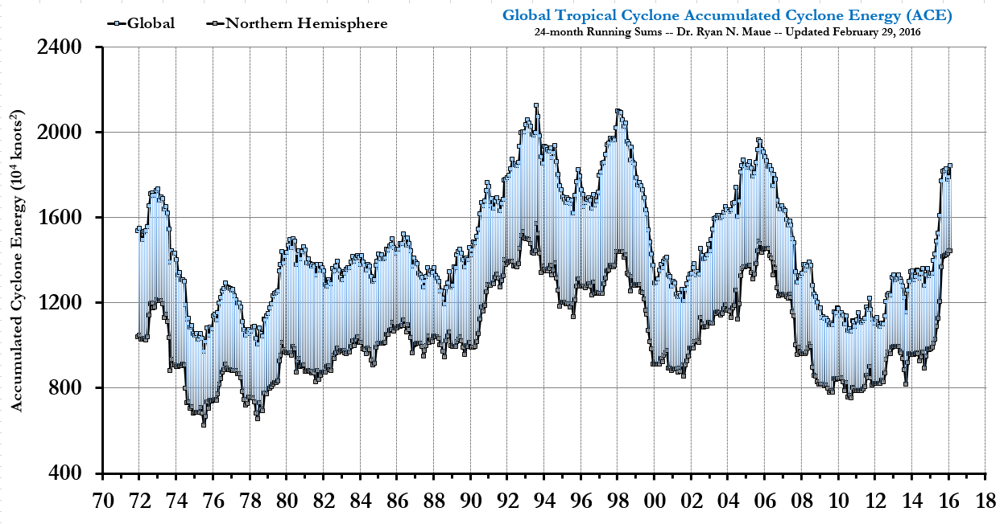 Global Northern Hemisphere
Global Tropical Cyclone Accumulated Cyclone Energy (ACE)
24-month Running Sums -- Dr. Ryan N. Maue -- Updated February 29, 2016
Accumulated Cyclone Energy (10⁴ knots²)
2400
2000
1600
1200
800
400
70 72 74 76 78 80 82 84 86 88 90 92 94 96 98 00 02 04 06 08 10 12 14 16 18